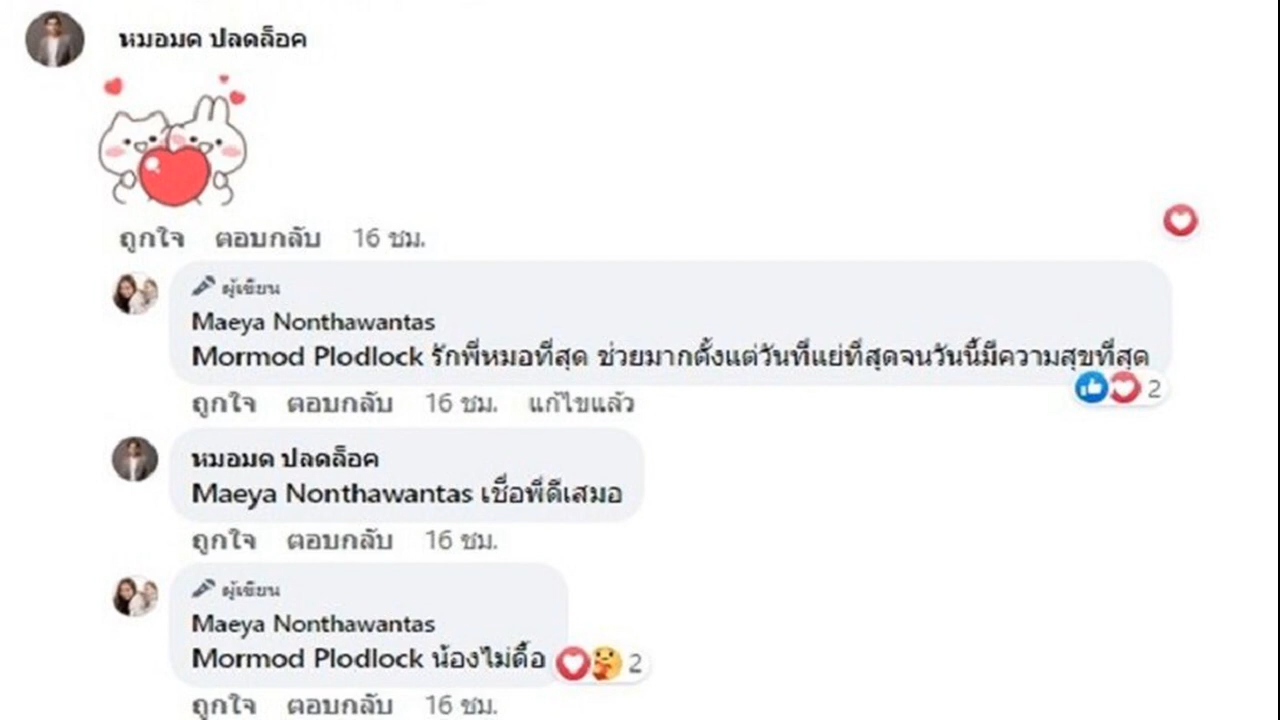 หมอมด ปลดล็อค
ถูกใจ ตอบกลับ 16 ชม.
ผู้เขียน
Maeya Nonthawantas
Mormod Plodlock รักพี่หมอที่สุด ช่วยมากตั้งแต่วันที่แย่ที่สุดจนวันนี้มีความสุขที่สุด
2
ถูกใจ ตอบกลับ 16 ชม. แก้ไขแล้ว
หมอมด ปลดล็อค
Maeya Nonthawantas เชื่อพี่ดีเสมอ
ถูกใจ ตอบกลับ 16 ชม.
ผู้เขียน
Maeya Nonthawantas
Mormod Plodlock น้องไม่ดื้อ 2
ถูกใจ ตอบกลับ 16 ชม.